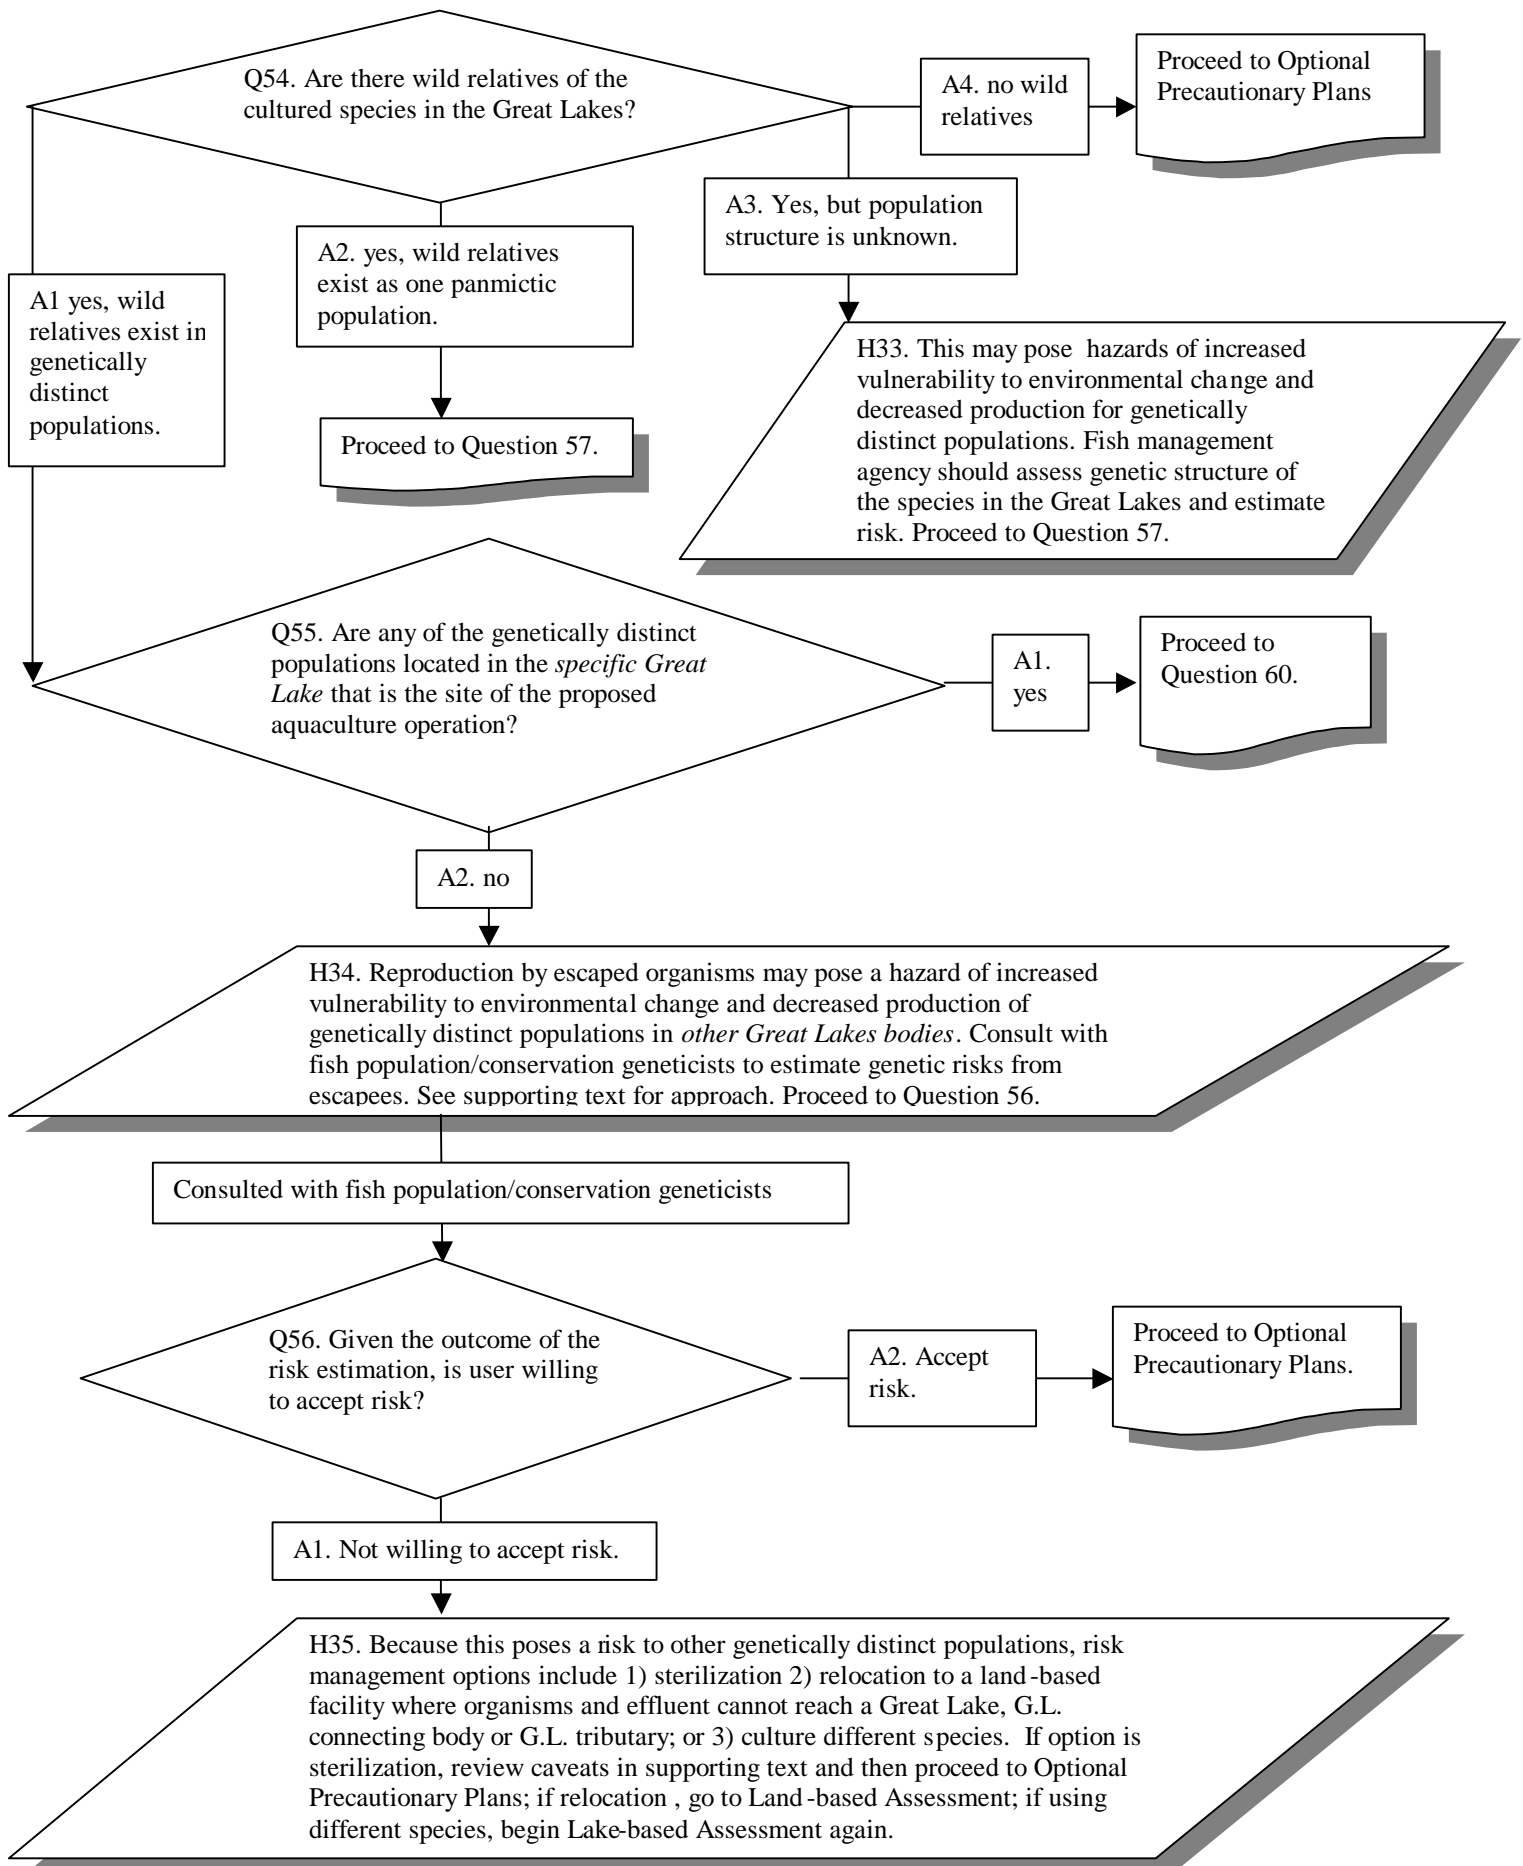 Q54. Are there wild relatives of the
cultured species in the Great Lakes?
A4. no wild
relatives
Proceed to Optional
Precautionary Plans
A3. Yes, but population
structure is unknown.
A2. yes, wild relatives
exist as one panmictic
population.
A1 yes, wild
relatives exist in
genetically
distinct
populations.
Proceed to Question 57.
H33. This may pose hazards of increased
vulnerability to environmental change and
decreased production for genetically
distinct populations. Fish management
agency should assess genetic structure of
the species in the Great Lakes and estimate
risk. Proceed to Question 57.
Q55. Are any of the genetically distinct
populations located in the specific Great
Lake that is the site of the proposed
aquaculture operation?
A1.
yes
Proceed to
Question 60.
A2. no
H34. Reproduction by escaped organisms may pose a hazard of increased
vulnerability to environmental change and decreased production of
genetically distinct populations in other Great Lakes bodies. Consult with
fish population/conservation geneticists to estimate genetic risks from
escapees. See supporting text for approach. Proceed to Question 56.
Consulted with fish population/conservation geneticists
Q56. Given the outcome of the
risk estimation, is user willing
to accept risk?
A2. Accept
risk.
Proceed to Optional
Precautionary Plans.
A1. Not willing to accept risk.
H35. Because this poses a risk to other genetically distinct populations, risk
management options include 1) sterilization 2) relocation to a land-based
facility where organisms and effluent cannot reach a Great Lake, G.L.
connecting body or G.L. tributary; or 3) culture different species. If option is
sterilization, review caveats in supporting text and then proceed to Optional
Precautionary Plans; if relocation , go to Land-based Assessment; if using
different species, begin Lake-based Assessment again.